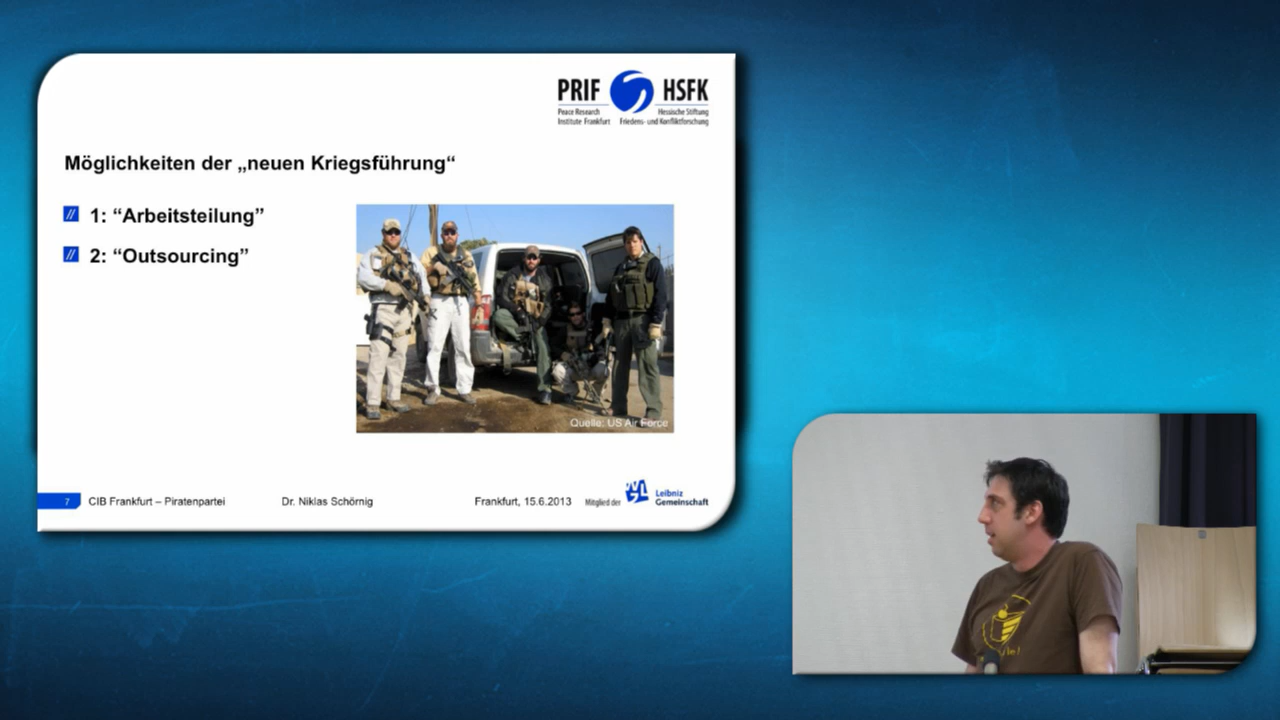 PRIF HSFK
Peace Research Hessische Stiftung
Institute Frankfurt Friedens- und Konfliktforschung
Möglichkeiten der „neuen Kriegsführung“
1: “Arbeitsteilung”
2: “Outsourcing”
Quelle: US Air Force
7 CIB Frankfurt – Piratenpartei Dr. Niklas Schörnig Frankfurt, 15.6.2013 Mitglied der Leibniz
Gemeinschaft